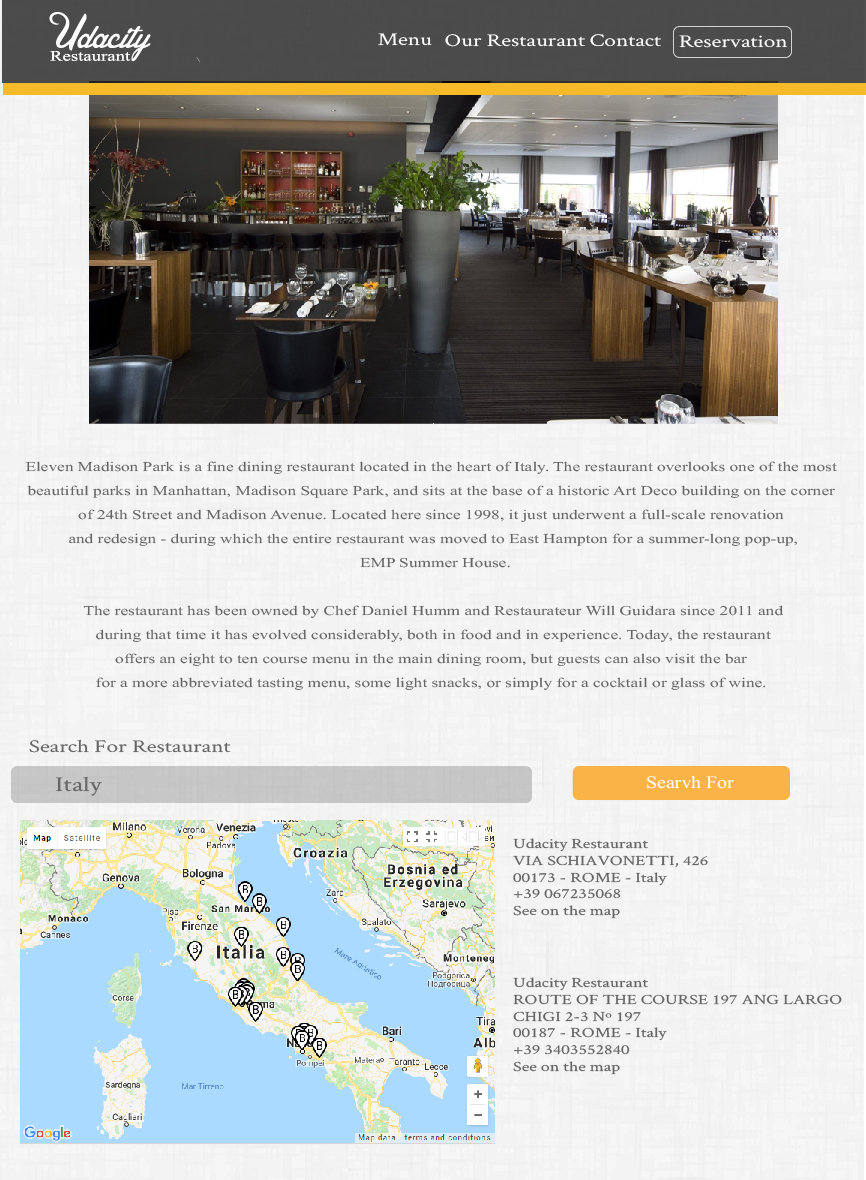 Udacity
Restaurant
Menu Our Restaurant Contact Reservation
Eleven Madison Park is a fine dining restaurant located in the heart of Italy. The restaurant overlooks one of the most
beautiful parks in Manhattan, Madison Square Park, and sits at the base of a historic Art Deco building on the corner
of 24th Street and Madison Avenue. Located here since 1998, it just underwent a full-scale renovation
and redesign - during which the entire restaurant was moved to East Hampton for a summer-long pop-up,
EMP Summer House.
The restaurant has been owned by Chef Daniel Humm and Restaurateur Will Guidara since 2011 and
during that time it has evolved considerably, both in food and in experience. Today, the restaurant
offers an eight to ten course menu in the main dining room, but guests can also visit the bar
for a more abbreviated tasting menu, some light snacks, or simply for a cocktail or glass of wine.
Search For Restaurant
Italy
Searvh For
Map Satellite
Milano
Verona
Venezia
Padova
Croazia
Bologna
Genova
Bosnia ed
Erzegovina
Zara
San Marino
Sarajevo
Monaco
Cannes
Pisa
Firenze
Spalato
Italia
Mare Adriatico
Monteneg
Podgorica
Подгорица
Corse
Tira
Bari
Alb
Pompei
Matera
Taranto
Lecce
Sardegna
Mar Tirreno
Cagliari
Google
Map data terms and conditions
Udacity Restaurant
VIA SCHIAVONETTI, 426
00173 - ROME - Italy
+39 067235068
See on the map
Udacity Restaurant
ROUTE OF THE COURSE 197 ANG LARGO
CHIGI 2-3 Nº 197
00187 - ROME - Italy
+39 3403552840
See on the map